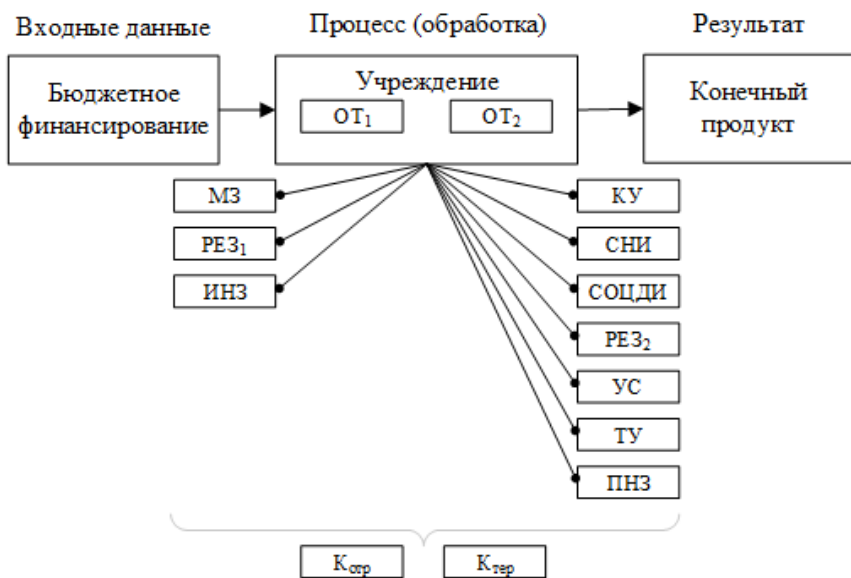 Входные данные
Процесс (обработка)
Результат
Бюджетное
финансирование
Учреждение
ОТ₁
ОТ₂
Конечный
продукт
МЗ
РЕЗ₁
ИНЗ
КУ
СНИ
СОЦДИ
РЕЗ₂
УС
ТУ
ПНЗ
Котр
Ктер